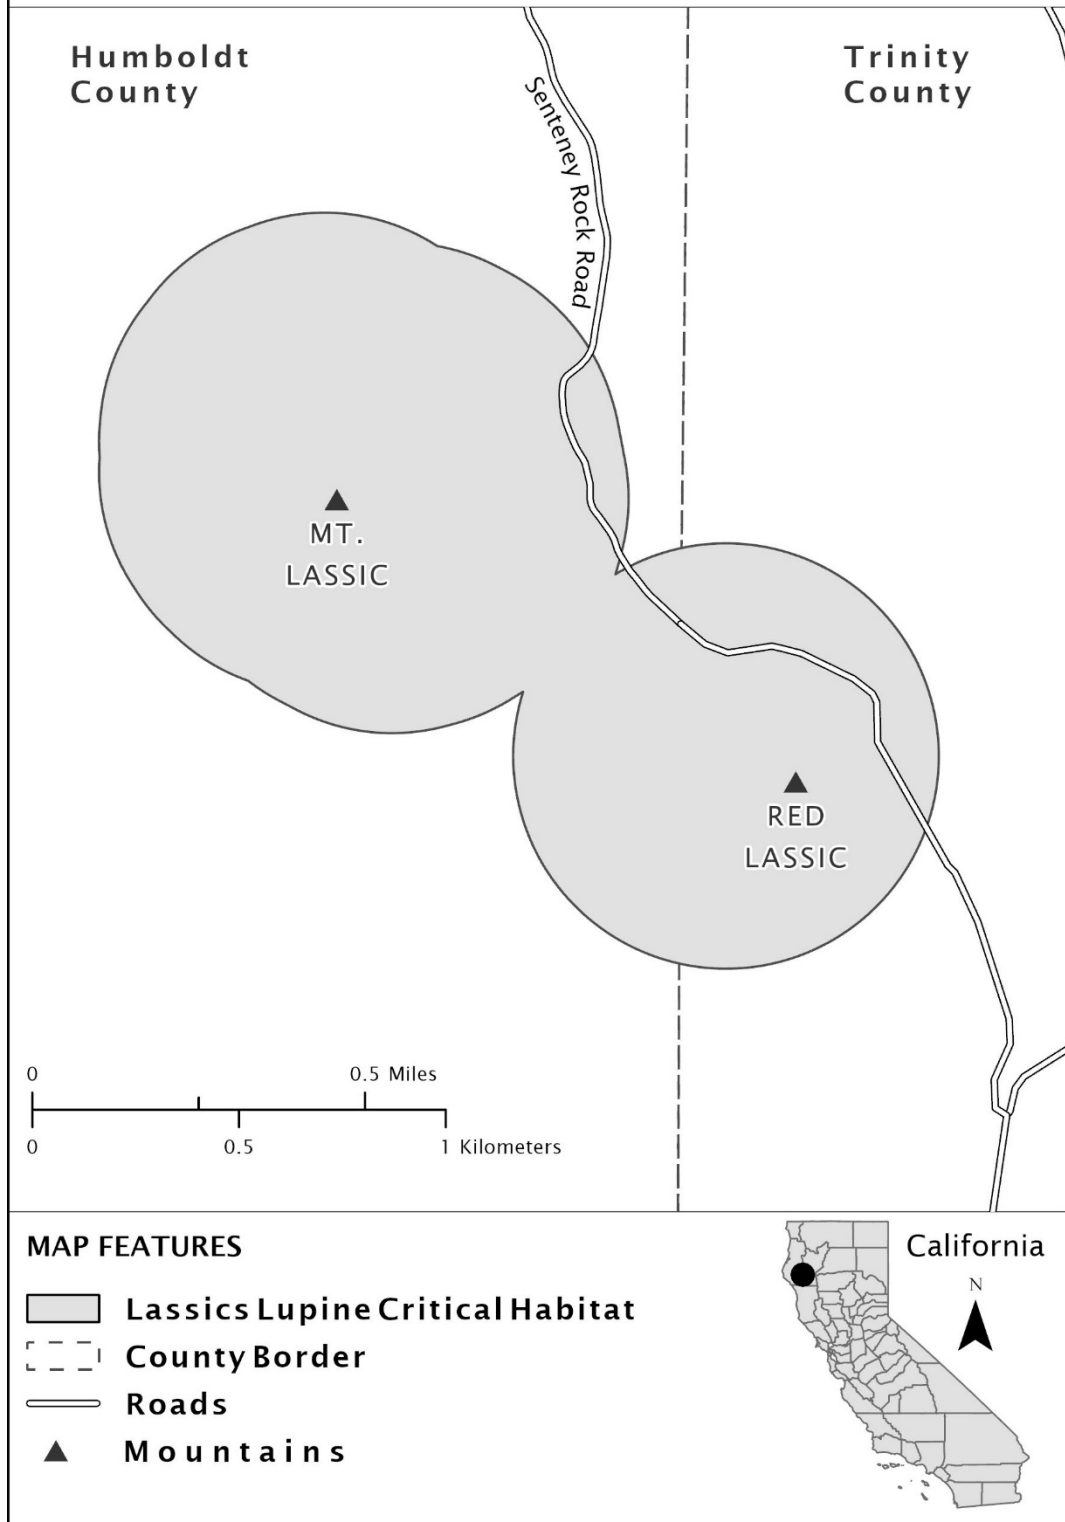 Humboldt
County
Trinity
County
Senteney Rock Road
MT.
LASSIC
RED
LASSIC
0 0.5 Miles
0 0.5 1 Kilometers
MAP FEATURES
Lassics Lupine Critical Habitat
County Border
Roads
Mountains
California
N